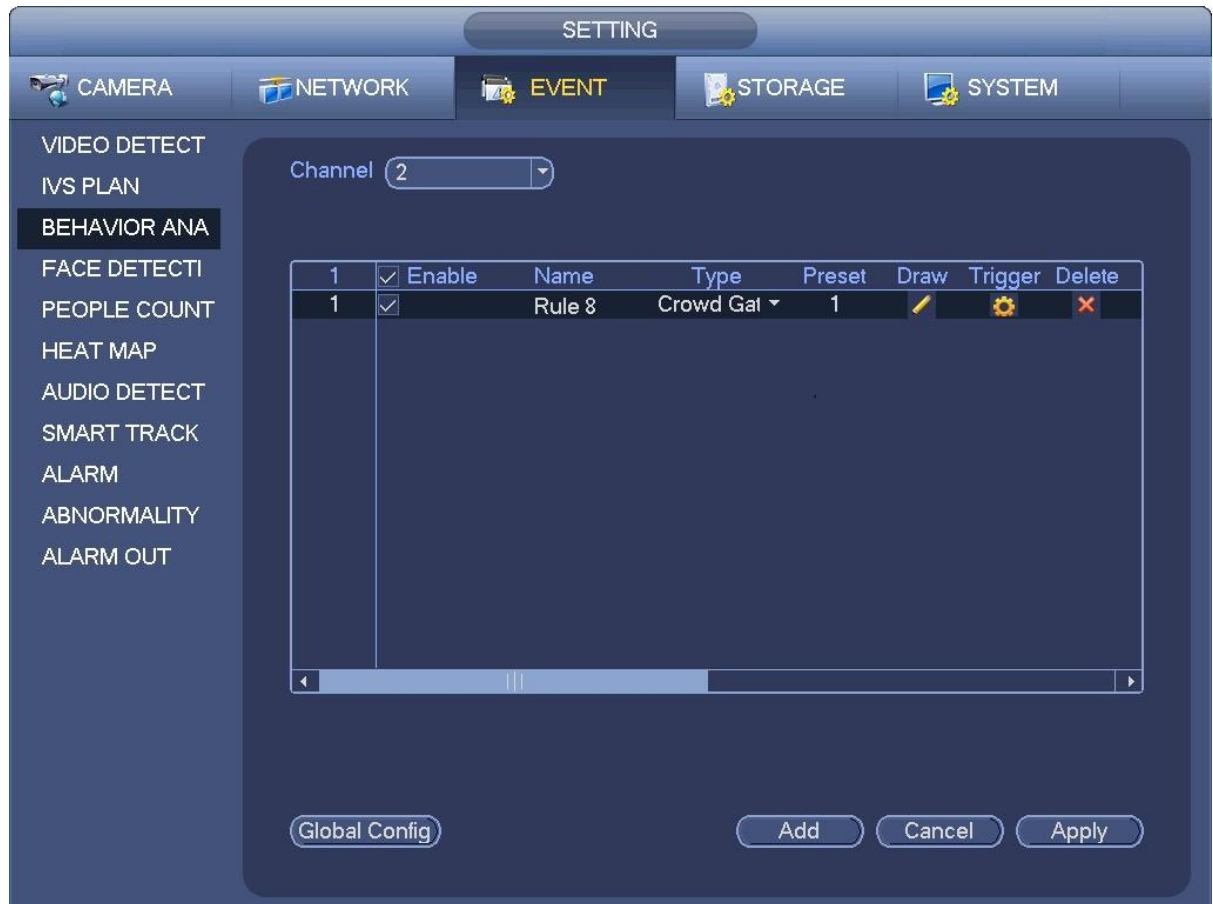 SETTING
CAMERA NETWORK EVENT STORAGE SYSTEM
VIDEO DETECT
IVS PLAN
BEHAVIOR ANA
FACE DETECTI
PEOPLE COUNT
HEAT MAP
AUDIO DETECT
SMART TRACK
ALARM
ABNORMALITY
ALARM OUT
Channel 2
1 Enable Name Type Preset Draw Trigger Delete
1 Rule 8 Crowd Gat 1
Global Config Add Cancel Apply